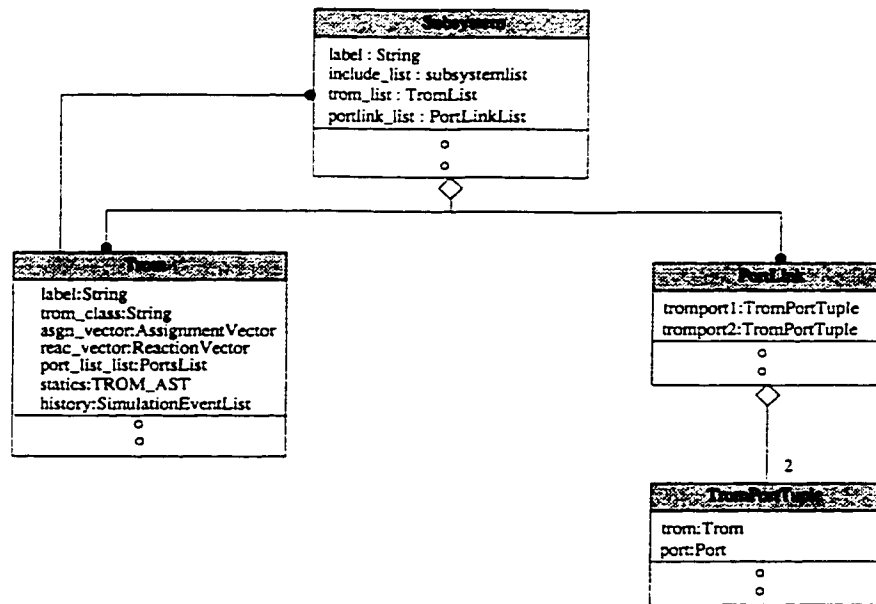 Subsystem
label : String
include_list : subsystemlist
trom_list : TromList
portlink_list : PortLinkList
Trom
label:String
trom_class:String
asgn_vector:AssignmentVector
reac_vector:ReactionVector
port_list_list:PortsList
statics:TROM_AST
history:SimulationEventList
PortLink
tromport1:TromPortTuple
tromport2:TromPortTuple
2
TromPortTuple
trom:Trom
port:Port